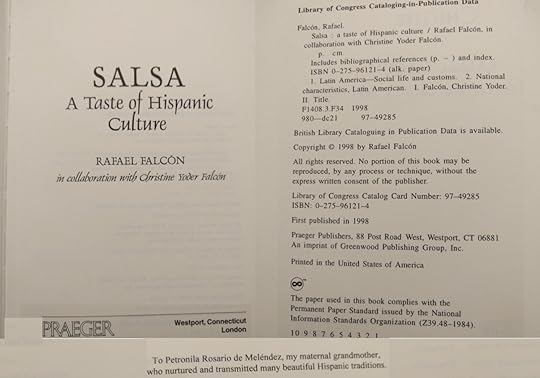 SALSA
A Taste of Hispanic
Culture
RAFAEL FALCÓN
in collaboration with Christine Yoder Falcón
PRAEGER
Westport, Connecticut
London
Library of Congress Cataloging-in-Publication Data
Falcón, Rafael.
Salsa : a taste of Hispanic culture / Rafael Falcón, in
collaboration with Christine Yoder Falcón.
p. cm.
Includes bibliographical references (p. – ) and index.
ISBN 0-275-96121-4 (alk. paper)
1. Latin America—Social life and customs. 2. National
characteristics, Latin American. I. Falcón, Christine Yoder.
II. Title.
F1408.3.F34 1998
980—dc21 97-49285
British Library Cataloguing in Publication Data is available.
Copyright © 1998 by Rafael Falcón
All rights reserved. No portion of this book may be
reproduced, by any process or technique, without the
express written consent of the publisher.
Library of Congress Catalog Card Number: 97-49285
ISBN: 0-275-96121-4
First published in 1998
Praeger Publishers, 88 Post Road West, Westport, CT 06881
An imprint of Greenwood Publishing Group, Inc.
Printed in the United States of America
The paper used in this book complies with the
Permanent Paper Standard issued by the National
Information Standards Organization (Z39.48-1984).
10 9 8 7 6 5 4 3 2 1
To Petronila Rosario de Meléndez, my maternal grandmother,
who nurtured and transmitted many beautiful Hispanic traditions.